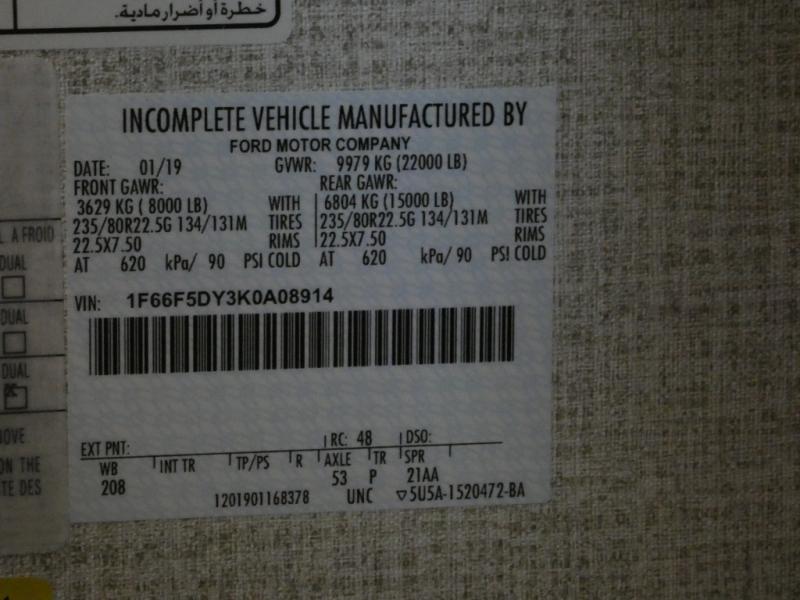 خطرة أو أضرار مادية.
INCOMPLETE VEHICLE MANUFACTURED BY
FORD MOTOR COMPANY
DATE: 01/19 GVWR: 9979 KG (22000 LB)
FRONT GAWR: REAR GAWR:
3629 KG ( 8000 LB) WITH 6804 KG (15000 LB) WITH
235/80R22.5G 134/131M TIRES 235/80R22.5G 134/131M TIRES
22.5X7.50 RIMS 22.5X7.50 RIMS
AT 620 kPa/ 90 PSI COLD AT 620 kPa/ 90 PSI COLD
VIN: 1F66F5DY3K0A08914
EXT PNT: RC: 48 DSO:
WB INT TR TP/PS R AXLE TR SPR
208 53 P 21AA
1201901168378 UNC 5U5A-1520472-BA
A FROID
DUAL
DUAL
DUAL
ON THE
DES